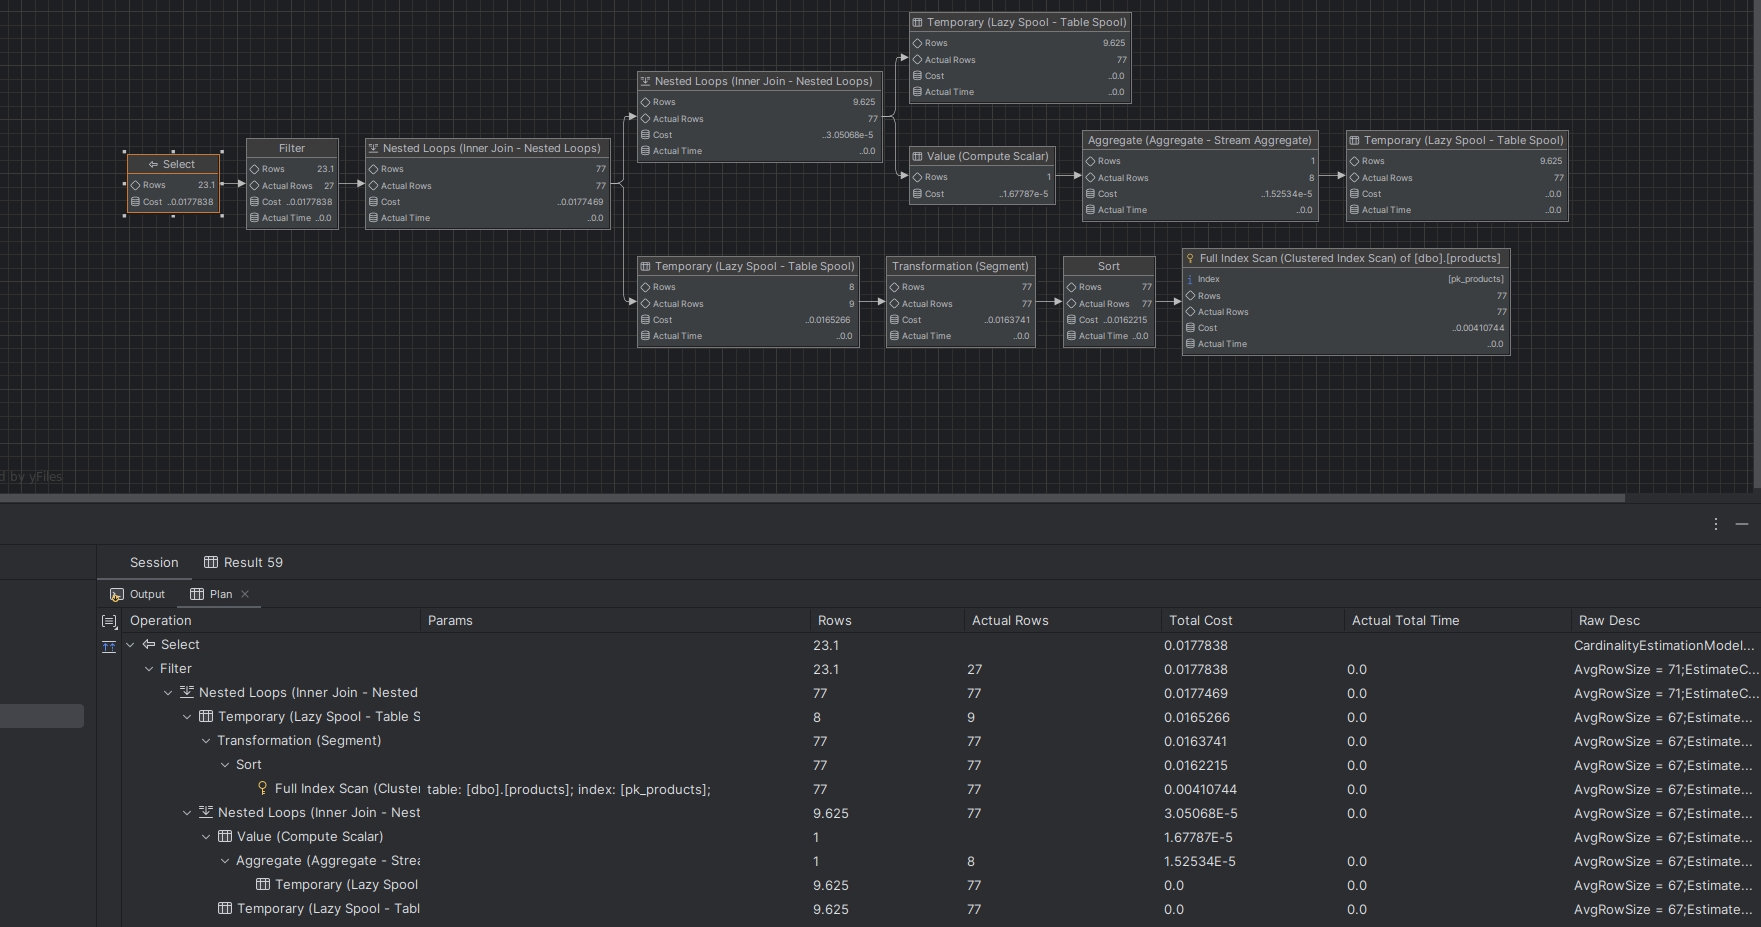 Temporary (Lazy Spool - Table Spool)
Rows 9.625
Actual Rows 77
Cost ..0.0
Actual Time ..0.0
Nested Loops (Inner Join - Nested Loops)
Rows 9.625
Actual Rows 77
Cost ..3.05068e-5
Actual Time ..0.0
Select
Rows 23.1
Cost ..0.0177838
Filter
Rows 23.1
Actual Rows 27
Cost ..0.0177838
Actual Time ..0.0
Nested Loops (Inner Join - Nested Loops)
Rows 77
Actual Rows 77
Cost ..0.0177469
Actual Time ..0.0
Value (Compute Scalar)
Rows 1
Cost ..1.67787e-5
Aggregate (Aggregate - Stream Aggregate)
Rows 1
Actual Rows 8
Cost ..1.52534e-5
Actual Time ..0.0
Temporary (Lazy Spool - Table Spool)
Rows 9.625
Actual Rows 77
Cost ..0.0
Actual Time ..0.0
Temporary (Lazy Spool - Table Spool)
Rows 8
Actual Rows 9
Cost ..0.0165266
Actual Time ..0.0
Transformation (Segment)
Rows 77
Actual Rows 77
Cost ..0.0163741
Actual Time ..0.0
Sort
Rows 77
Actual Rows 77
Cost ..0.0162215
Actual Time ..0.0
Full Index Scan (Clustered Index Scan) of [dbo].[products]
Index [pk_products]
Rows 77
Actual Rows 77
Cost ..0.00410744
Actual Time ..0.0
d by yFiles
Session Result 59
Output Plan
Operation Params Rows Actual Rows Total Cost Actual Total Time Raw Desc
Select 23.1 0.0177838 CardinalityEstimationModel...
Filter 23.1 27 0.0177838 0.0 AvgRowSize = 71;EstimateC...
Nested Loops (Inner Join - Nested 77 77 0.0177469 0.0 AvgRowSize = 71;EstimateC...
Temporary (Lazy Spool - Table S 8 9 0.0165266 0.0 AvgRowSize = 67;Estimate...
Transformation (Segment) 77 77 0.0163741 0.0 AvgRowSize = 67;Estimate...
Sort 77 77 0.0162215 0.0 AvgRowSize = 67;Estimate...
Full Index Scan (Cluster table: [dbo].[products]; index: [pk_products]; 77 77 0.00410744 0.0 AvgRowSize = 67;Estimate...
Nested Loops (Inner Join - Nest 9.625 77 3.05068E-5 0.0 AvgRowSize = 67;Estimate...
Value (Compute Scalar) 1 1.67787E-5 AvgRowSize = 67;Estimate...
Aggregate (Aggregate - Strea 1 8 1.52534E-5 0.0 AvgRowSize = 67;Estimate...
Temporary (Lazy Spool 9.625 77 0.0 0.0 AvgRowSize = 67;Estimate...
Temporary (Lazy Spool - Tabl 9.625 77 0.0 0.0 AvgRowSize = 67;Estimate...